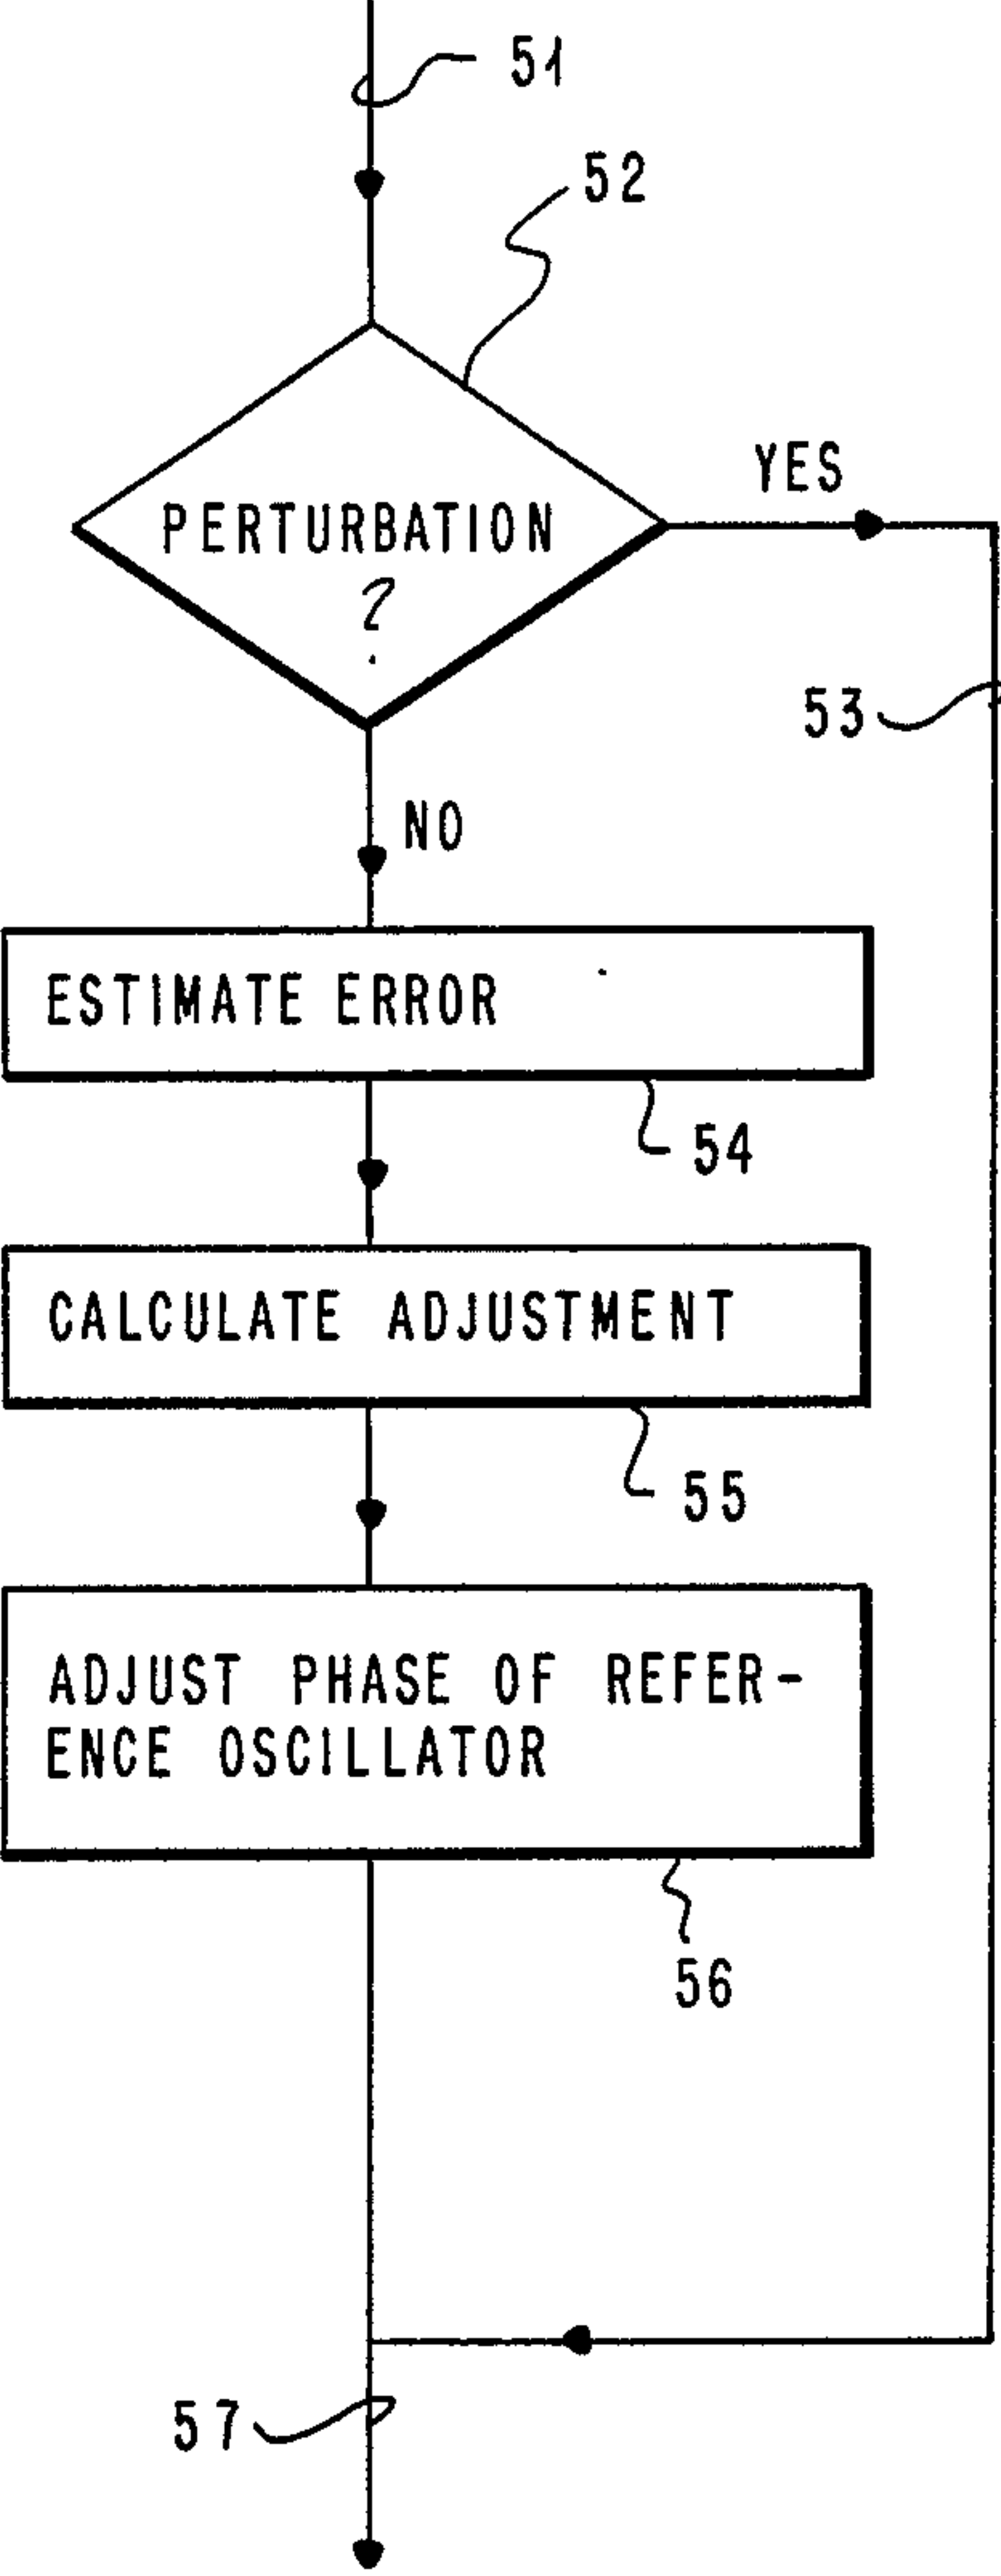 51
52
YES
PERTURBATION
?
53
NO
ESTIMATE ERROR
54
CALCULATE ADJUSTMENT
55
ADJUST PHASE OF REFER-
ENCE OSCILLATOR
56
57